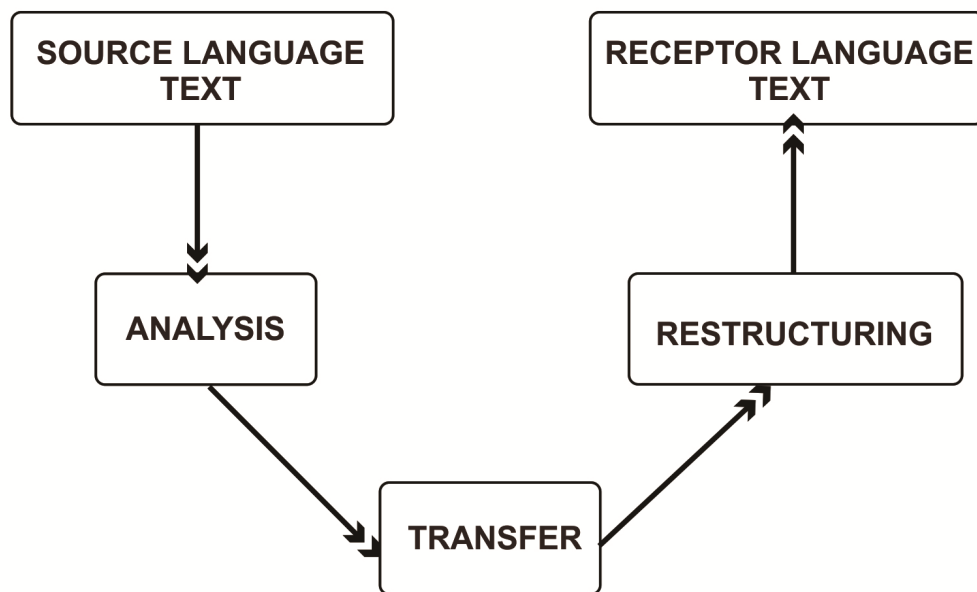 SOURCE LANGUAGE
TEXT
RECEPTOR LANGUAGE
TEXT
ANALYSIS
RESTRUCTURING
TRANSFER